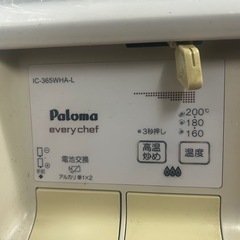 IC-365WHA-L
Paloma
every chef
200℃
180
160
*3秒押し
高温
炒め
温度
電池交換
アルカリ 単1×2